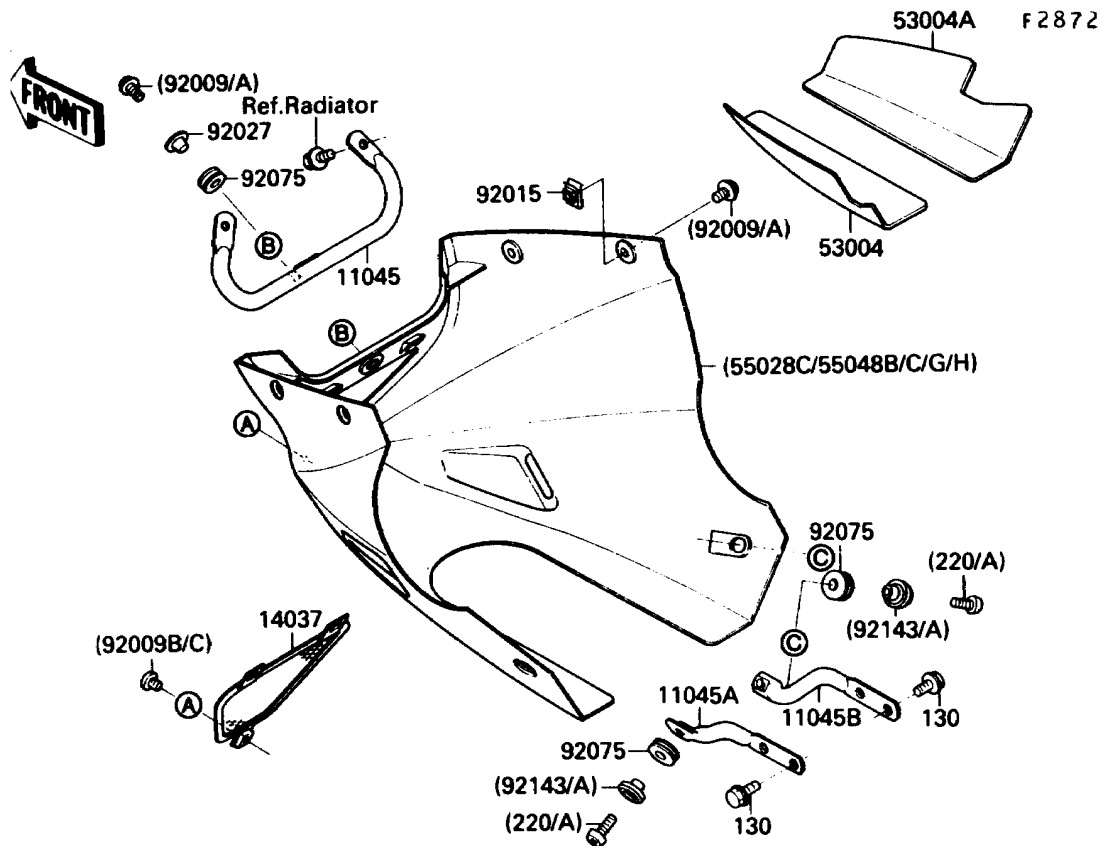 53004A
F2872
(92009/A)
FRONT
Ref.Radiator
92027
92075
92015
(92009/A)
53004
B
11045
B
(55028C/55048B/C/G/H)
A
92075
C
(220/A)
(92143/A)
14037
(92009B/C)
C
A
11045A
11045B
130
92075
(92143/A)
(220/A)
130